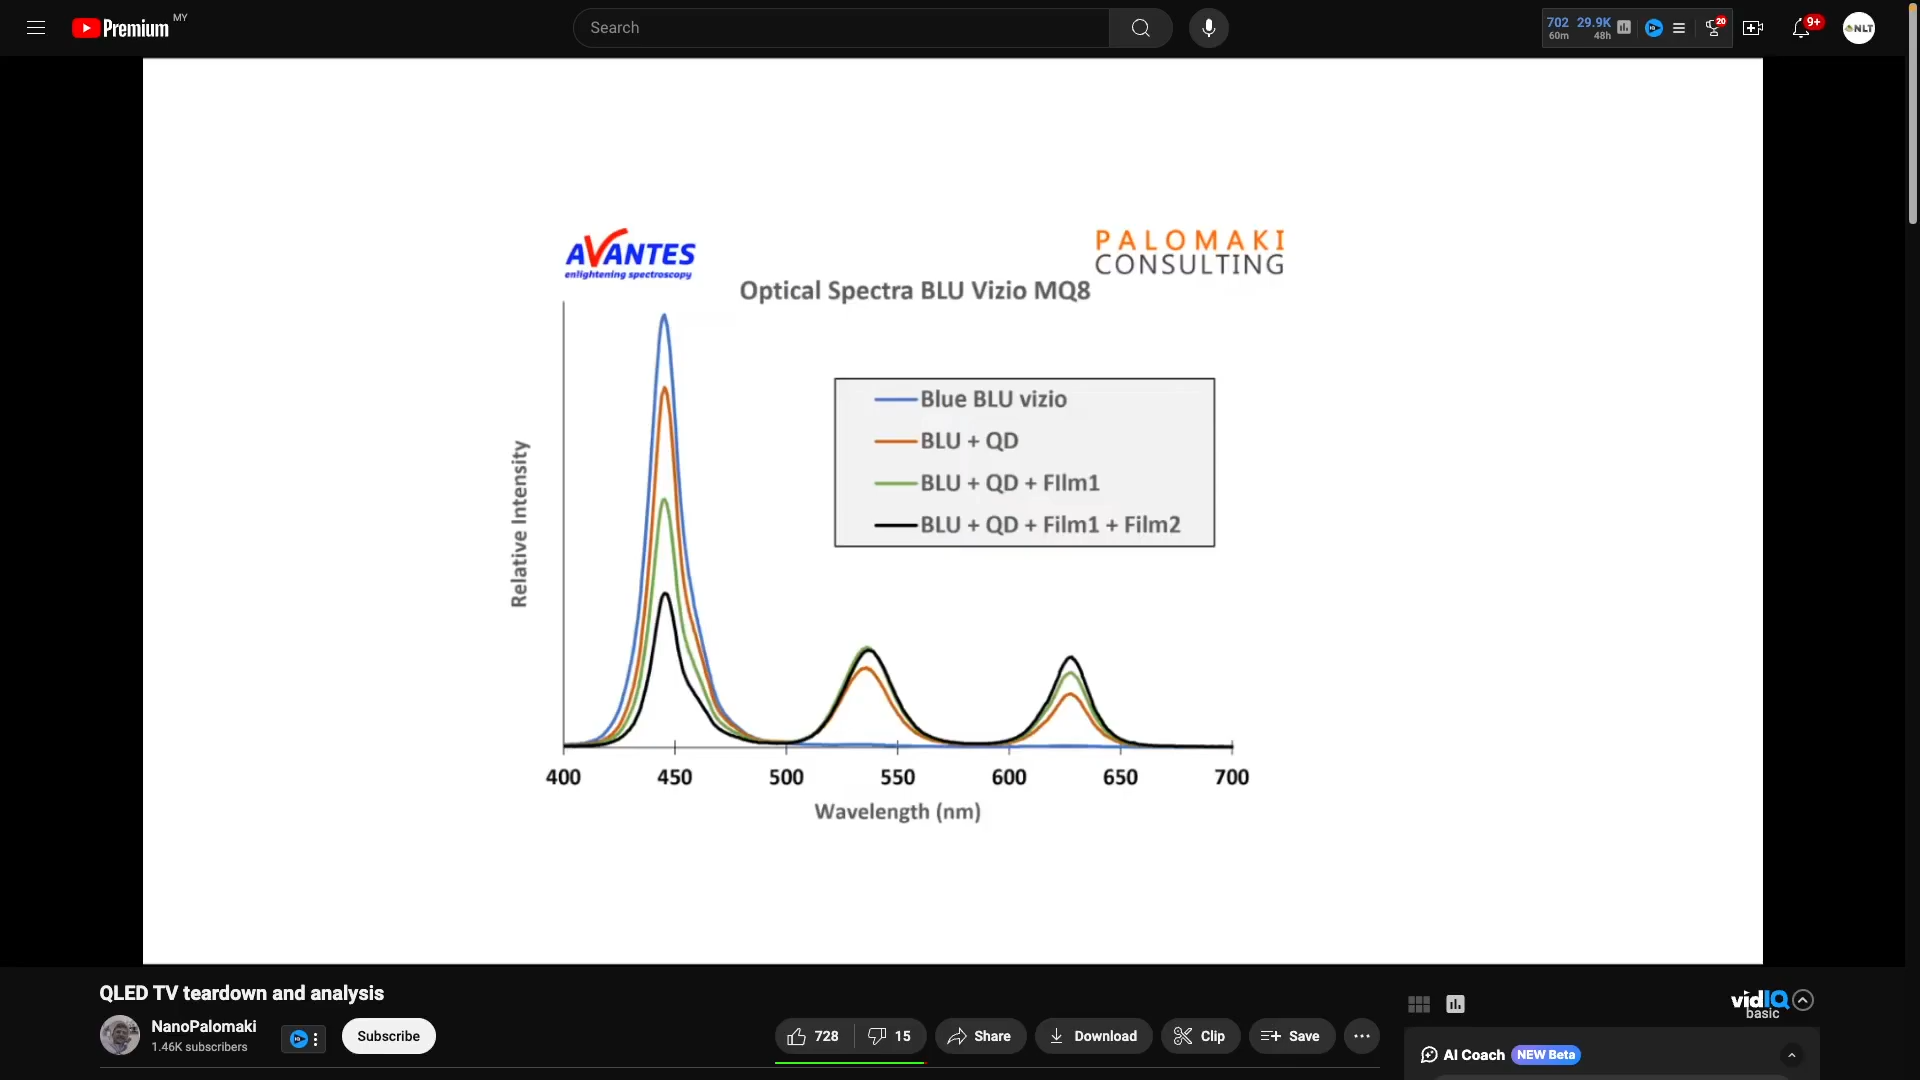 Premium MY
Search
702 29.9K
60m 48h
20
9+
NLT
AVANTES
enlightening spectroscopy
PALOMAKI
CONSULTING
Optical Spectra BLU Vizio MQ8
Blue BLU vizio
BLU + QD
BLU + QD + FIlm1
BLU + QD + Film1 + Film2
Relative Intensity
400 450 500 550 600 650 700
Wavelength (nm)
QLED TV teardown and analysis
NanoPalomaki
1.46K subscribers
Subscribe
728
15
Share
Download
Clip
Save
vidIQ
basic
AI Coach NEW Beta